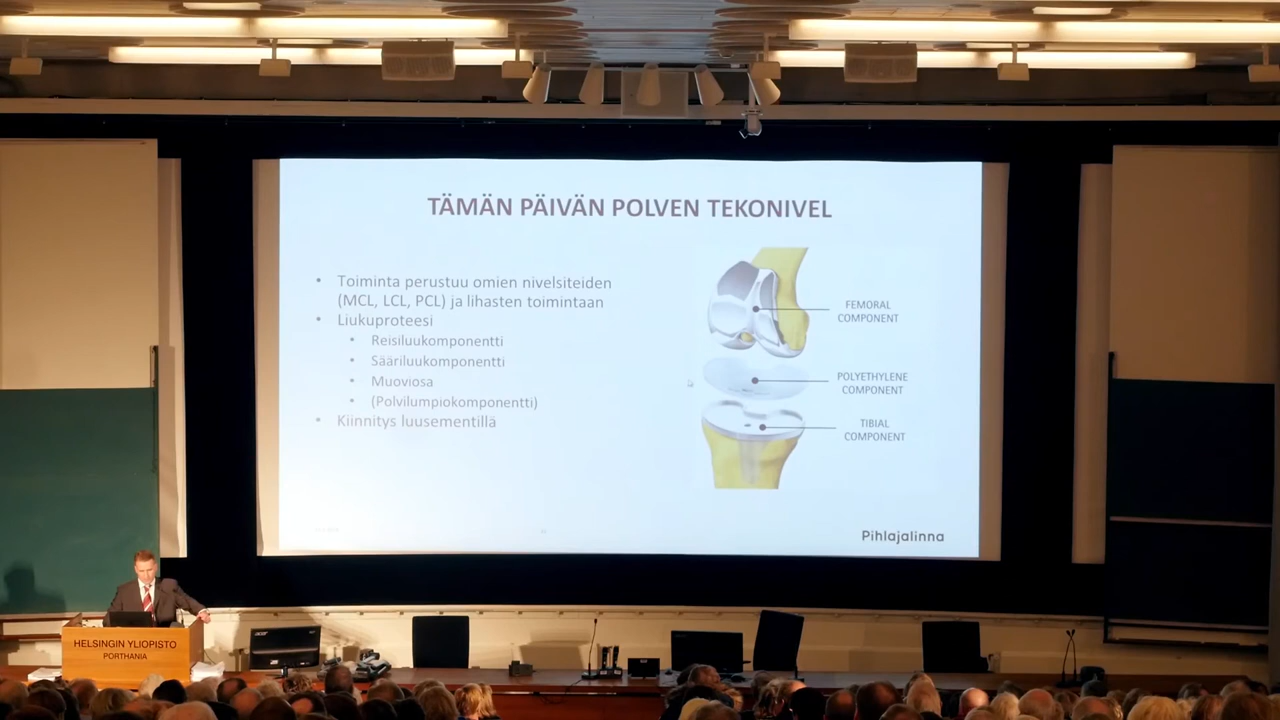 TÄMÄN PÄIVÄN POLVEN TEKONIVEL
• Toiminta perustuu omien nivelsiteiden
(MCL, LCL, PCL) ja lihasten toimintaan
• Liukuproteesi
• Reisiluukomponentti
• Sääriluukomponentti
• Muoviosa
• (Polvilumpiokomponentti)
• Kiinnitys luusementillä
FEMORAL
COMPONENT
POLYETHYLENE
COMPONENT
TIBIAL
COMPONENT
Pihlajalinna
HELSINGIN YLIOPISTO
PORTHANIA
acer